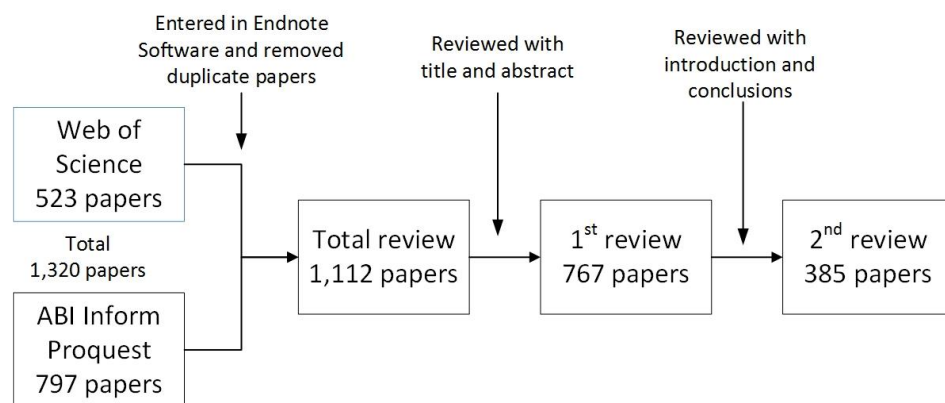 Entered in Endnote
Software and removed
duplicate papers
Reviewed with
title and abstract
Reviewed with
introduction and
conclusions
Web of
Science
523 papers
Total
1,320 papers
ABI Inform
Proquest
797 papers
Total review
1,112 papers
1st review
767 papers
2nd review
385 papers